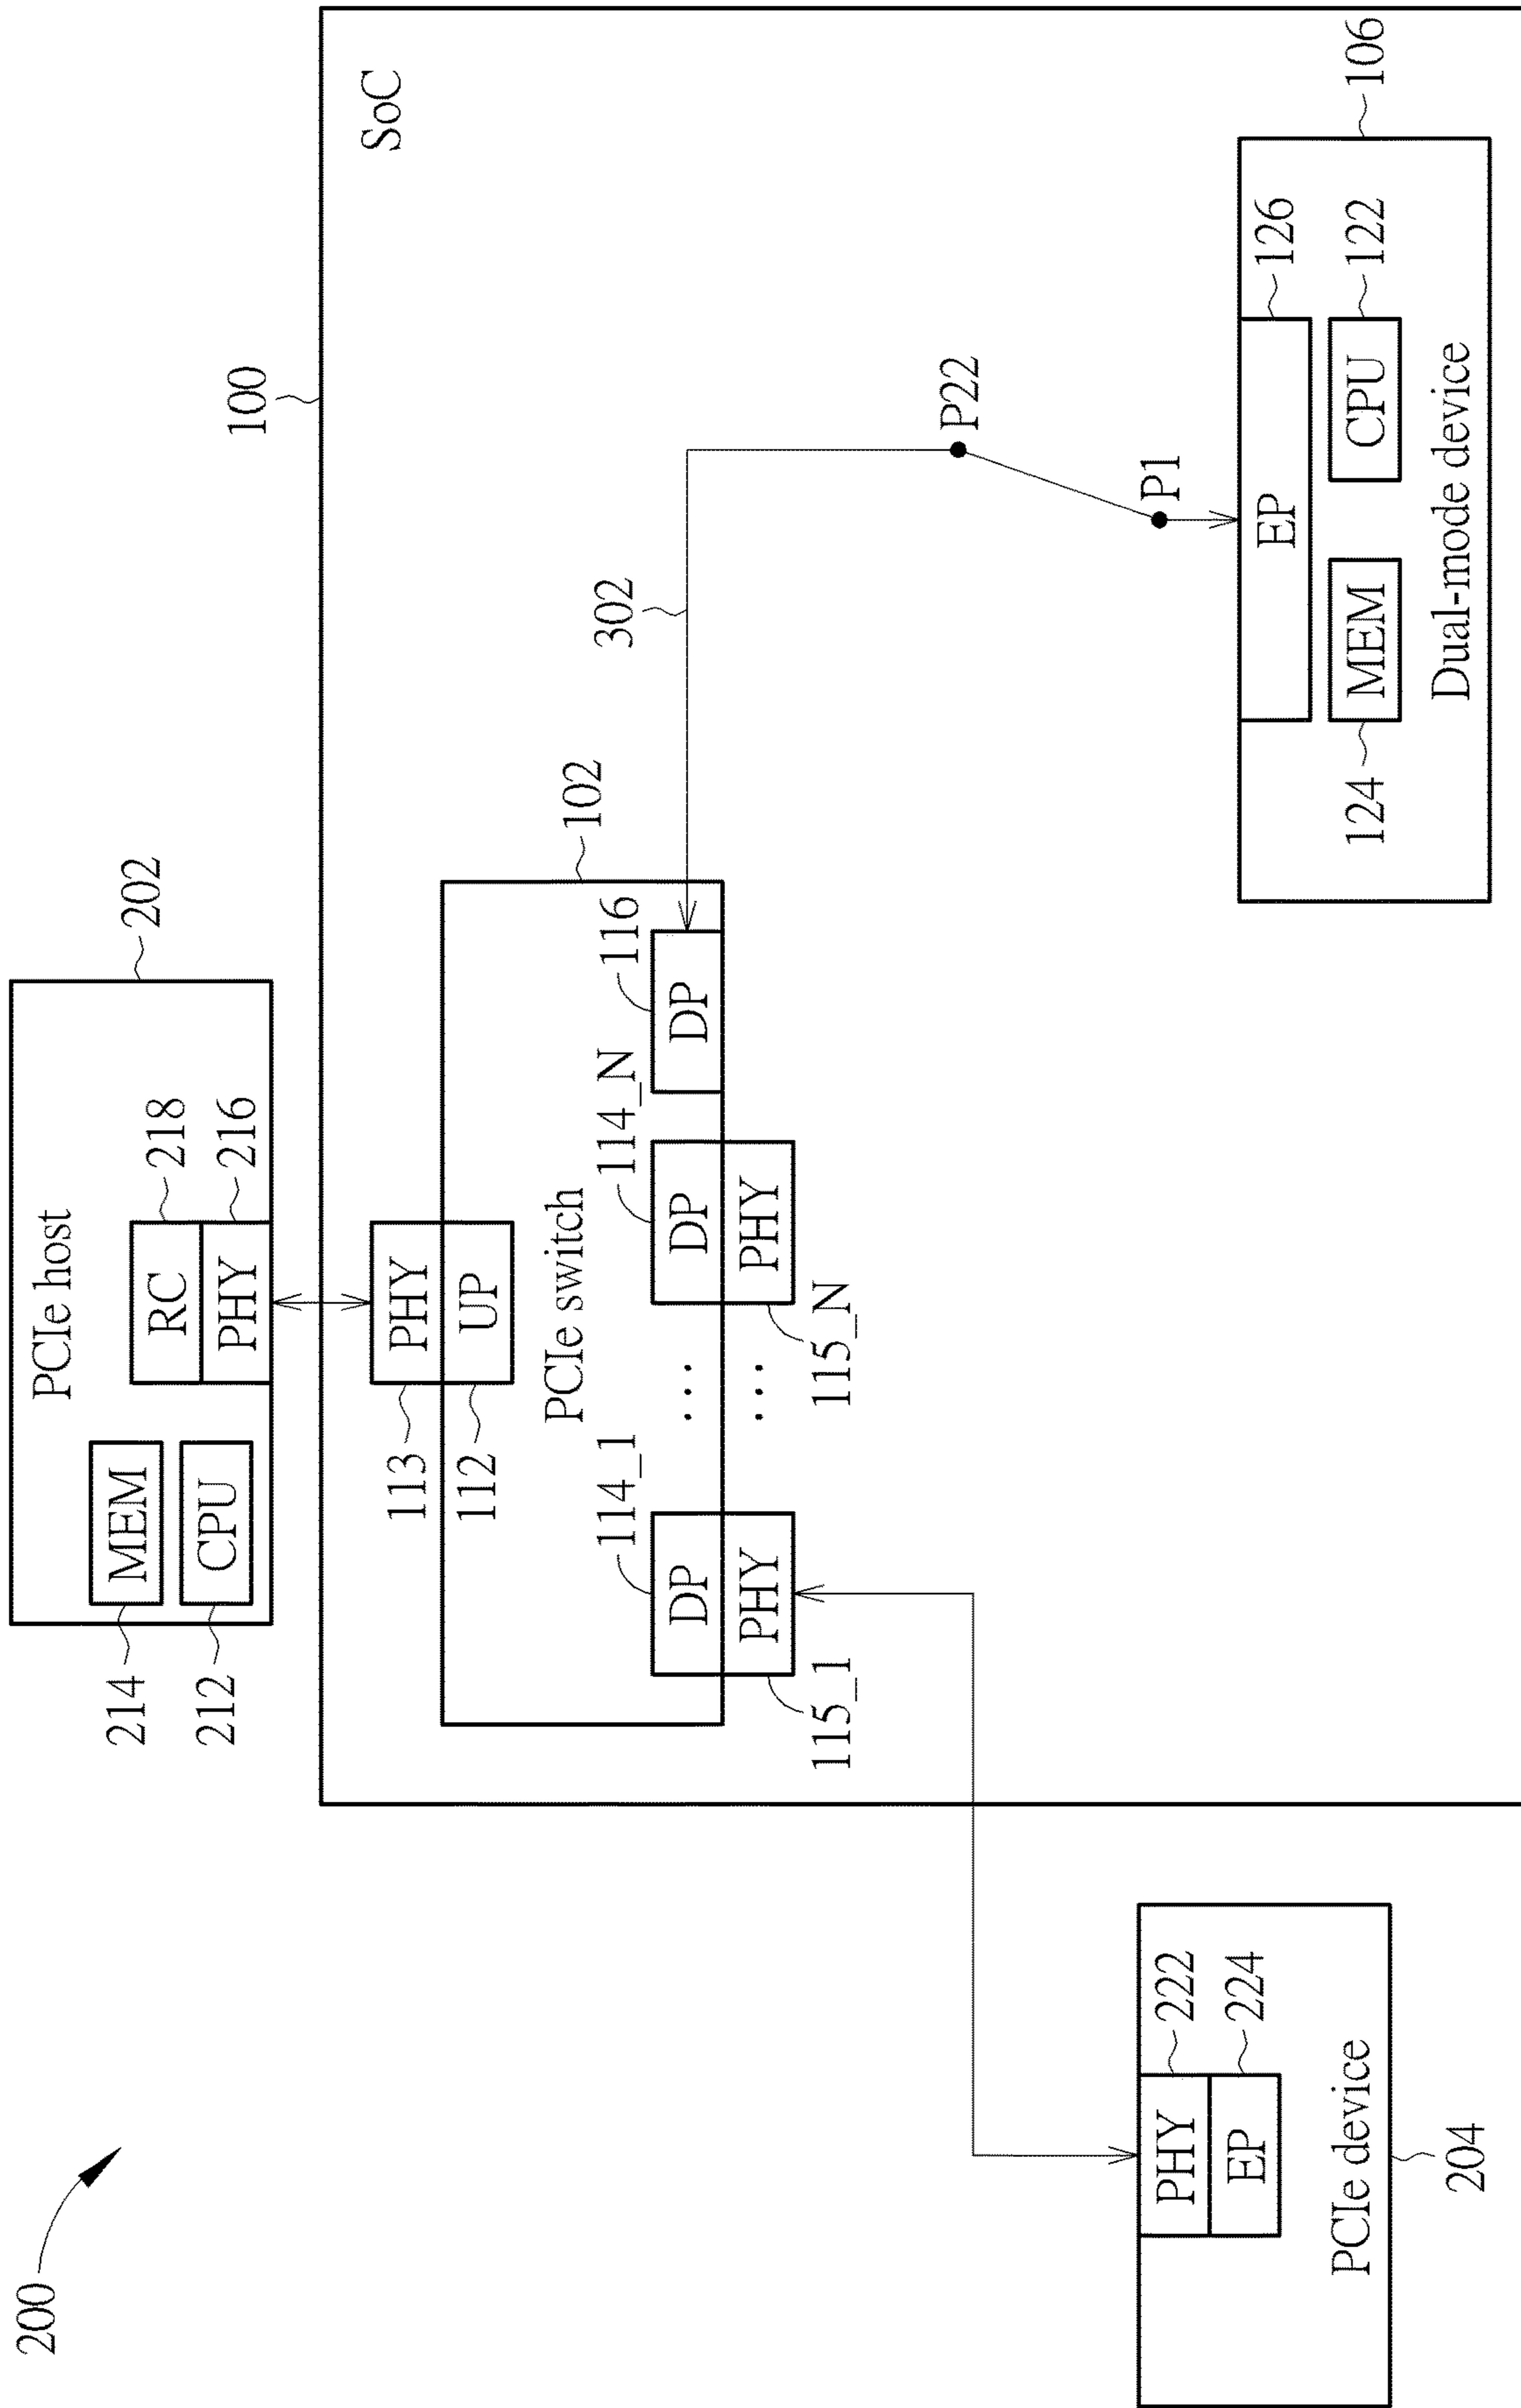 200
PCIe host
202
214
MEM
212
CPU
RC
218
PHY
216
100
SoC
113
PHY
112
UP
PCIe switch
102
114_1
DP
...
114_N
DP
116
DP
115_1
PHY
...
115_N
PHY
302
P22
P1
PHY
222
EP
224
PCIe device
204
EP
126
124
MEM
CPU
122
Dual-mode device
106